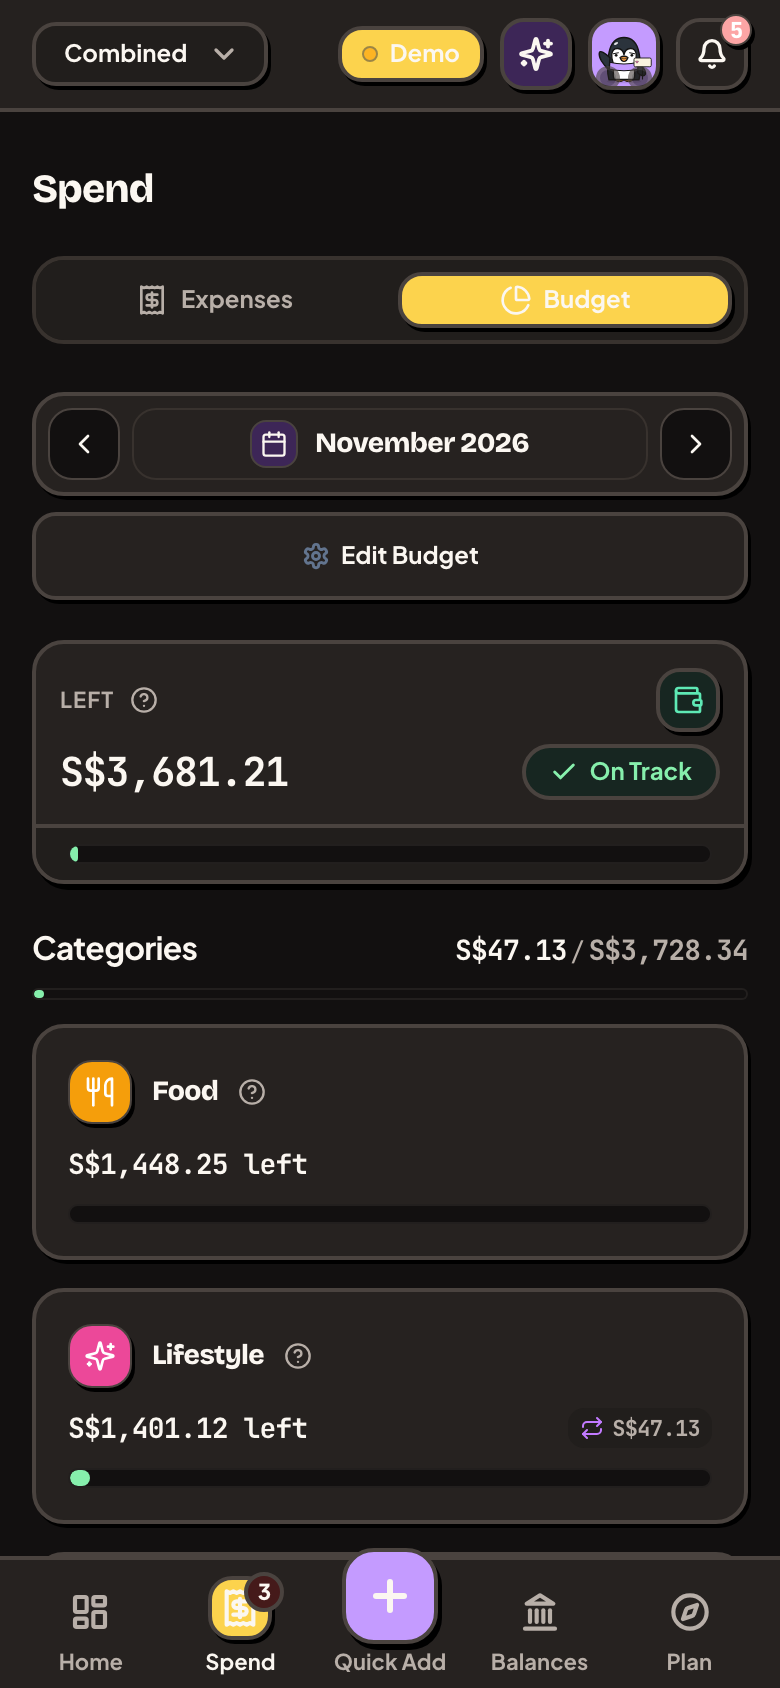 Combined
Demo
5
Spend
Expenses
Budget
November 2026
Edit Budget
LEFT
S$3,681.21
On Track
Categories
S$47.13 / S$3,728.34
Food
S$1,448.25 left
Lifestyle
S$1,401.12 left
S$47.13
3
Home
Spend
Quick Add
Balances
Plan